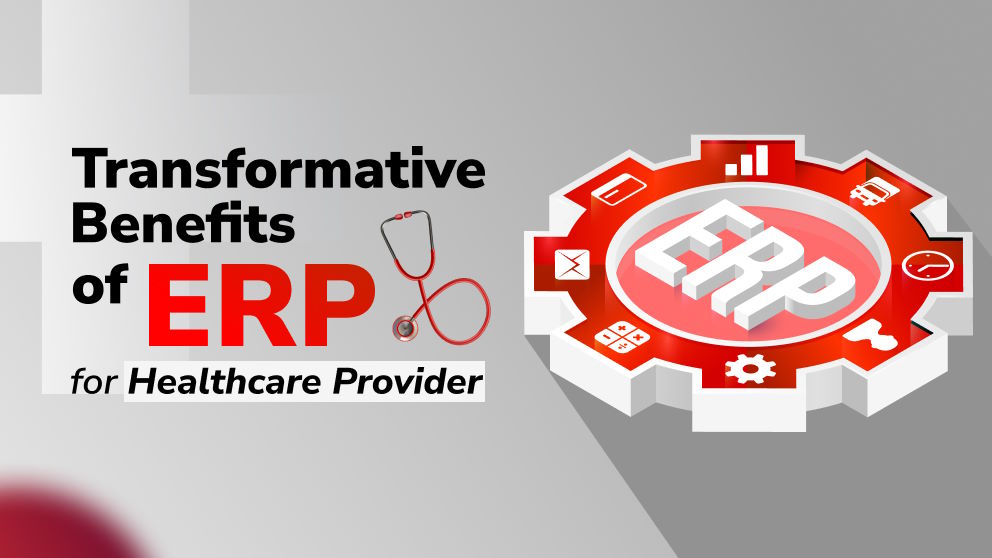 Transformative
Benefits
of ERP
for Healthcare Provider
ERP